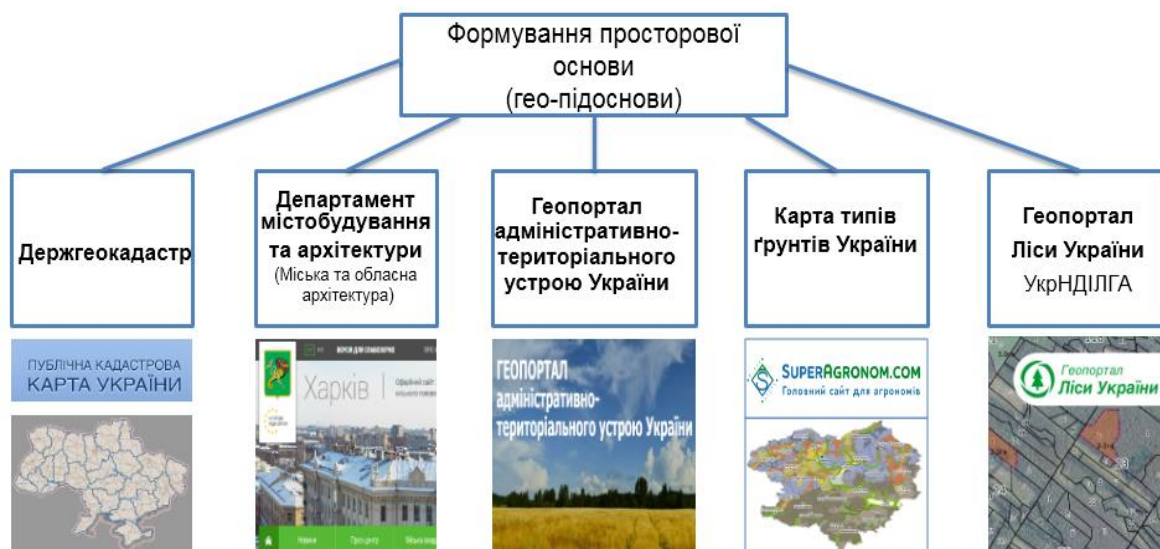 Формування просторової
основи
(гео-підоснови)
Держгеокадастр
Департамент
містобудування
та архітектури
(Міська та обласна
архітектура)
Геопортал
адміністративно-
територіального
устрою України
Карта типів
ґрунтів України
Геопортал
Ліси України
УкрНДІЛГА
ПУБЛІЧНА КАДАСТРОВА
КАРТА УКРАЇНИ
Харків
Новини
ГЕОПОРТАЛ
адміністративно-
територіального устрою України
SUPERAGRONOM.COM
Головний сайт для агрономів
Геопортал
Ліси України